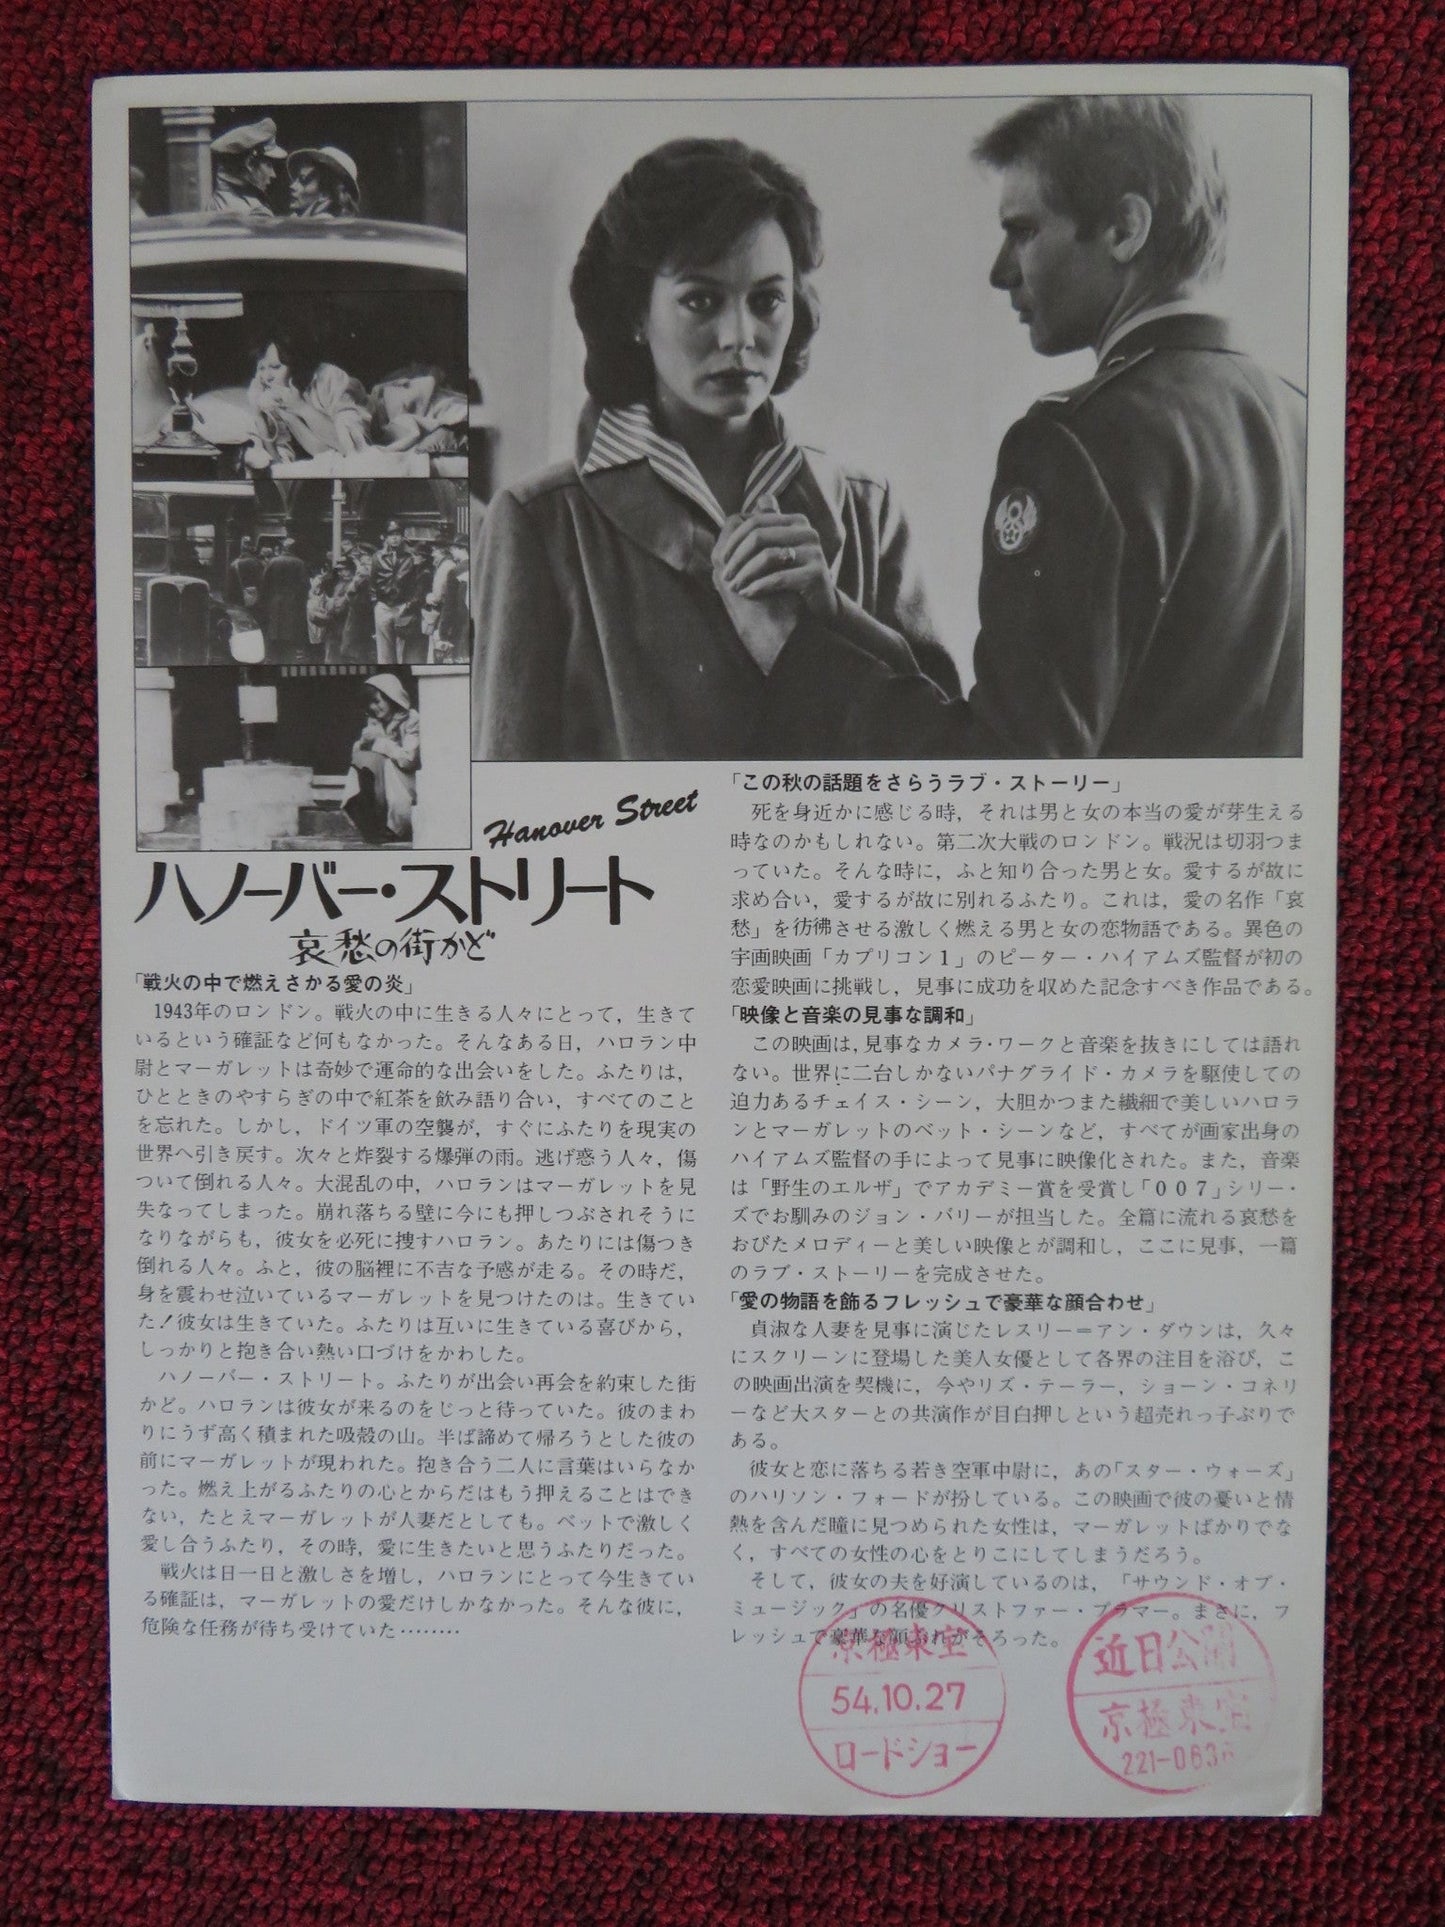 Hanover Street
ハノーバー・ストリート
哀愁の街かど
「戦火の中で燃えさかる愛の炎」
1943年のロンドン。戦火の中に生きる人々にとって，生きて
いるという確証など何もなかった。そんなある日，ハロラン中
尉とマーガレットは奇妙で運命的な出会いをした。ふたりは，
ひとときのやすらぎの中で紅茶を飲み語り合い，すべてのこと
を忘れた。しかし，ドイツ軍の空襲が，すぐにふたりを現実の
世界へ引き戻す。次々と炸裂する爆弾の雨。逃げ惑う人々，傷
ついて倒れる人々。大混乱の中，ハロランはマーガレットを見
失なってしまった。崩れ落ちる壁に今にも押しつぶされそうに
なりながらも，彼女を必死に捜すハロラン。あたりには傷つき
倒れる人々。ふと，彼の脳裡に不吉な予感が走る。その時だ，
身を震わせ泣いているマーガレットを見つけたのは。生きてい
た！彼女は生きていた。ふたりは互いに生きている喜びから，
しっかりと抱き合い熱い口づけをかわした。
ハノーバー・ストリート。ふたりが出会い再会を約束した街
かど。ハロランは彼女が来るのをじっと待っていた。彼のまわ
りにうず高く積まれた吸殻の山。半ば諦めて帰ろうとした彼の
前にマーガレットが現われた。抱き合う二人に言葉はいらなか
った。燃え上がるふたりの心とからだはもう押えることはでき
ない，たとえマーガレットが人妻だとしても。ベットで激しく
愛し合うふたり，その時，愛に生きたいと思うふたりだった。
戦火は日一日と激しさを増し，ハロランにとって今生きてい
る確証は，マーガレットの愛だけしかなかった。そんな彼に，
危険な任務が待ち受けていた………
「この秋の話題をさらうラブ・ストーリー」
死を身近かに感じる時，それは男と女の本当の愛が芽生える
時なのかもしれない。第二次大戦のロンドン。戦況は切羽つま
っていた。そんな時に，ふと知り合った男と女。愛するが故に
求め合い，愛するが故に別れるふたり。これは，愛の名作「哀
愁」を彷彿させる激しく燃える男と女の恋物語である。異色の
宇画映画「カプリコン1」のピーター・ハイアムズ監督が初の
恋愛映画に挑戦し，見事に成功を収めた記念すべき作品である。
「映像と音楽の見事な調和」
この映画は，見事なカメラ・ワークと音楽を抜きにしては語れ
ない。世界に二台しかないパナグライド・カメラを駆使しての
迫力あるチェイス・シーン，大胆かつまた繊細で美しいハロラ
ンとマーガレットのベット・シーンなど，すべてが画家出身の
ハイアムズ監督の手によって見事に映像化された。また，音楽
は「野生のエルザ」でアカデミー賞を受賞し「007」シリー
ズでお馴みのジョン・バリーが担当した。全篇に流れる哀愁を
おびたメロディーと美しい映像とが調和し，ここに見事，一篇
のラブ・ストーリーを完成させた。
「愛の物語を飾るフレッシュで豪華な顔合わせ」
貞淑な人妻を見事に演じたレスリー＝アン・ダウンは，久々
にスクリーンに登場した美人女優として各界の注目を浴び，こ
の映画出演を契機に，今やリズ・テーラー，ショーン・コネリ
ーなど大スターとの共演作が目白押しという超売れっ子ぶりで
ある。
彼女と恋に落ちる若き空軍中尉に，あの「スター・ウォーズ」
のハリソン・フォードが扮している。この映画で彼の憂いと情
熱を含んだ瞳に見つめられた女性は，マーガレットばかりでな
く，すべての女性の心をとりこにしてしまうだろう。
そして，彼女の夫を好演しているのは，「サウンド・オブ・
ミュージック」の名優クリストファー・プラマー。まさに，フ
レッシュで豪華な顔ぶれがそろった。
京極東宝
54.10.27
ロードショー
近日公開
京極東宝
221-063